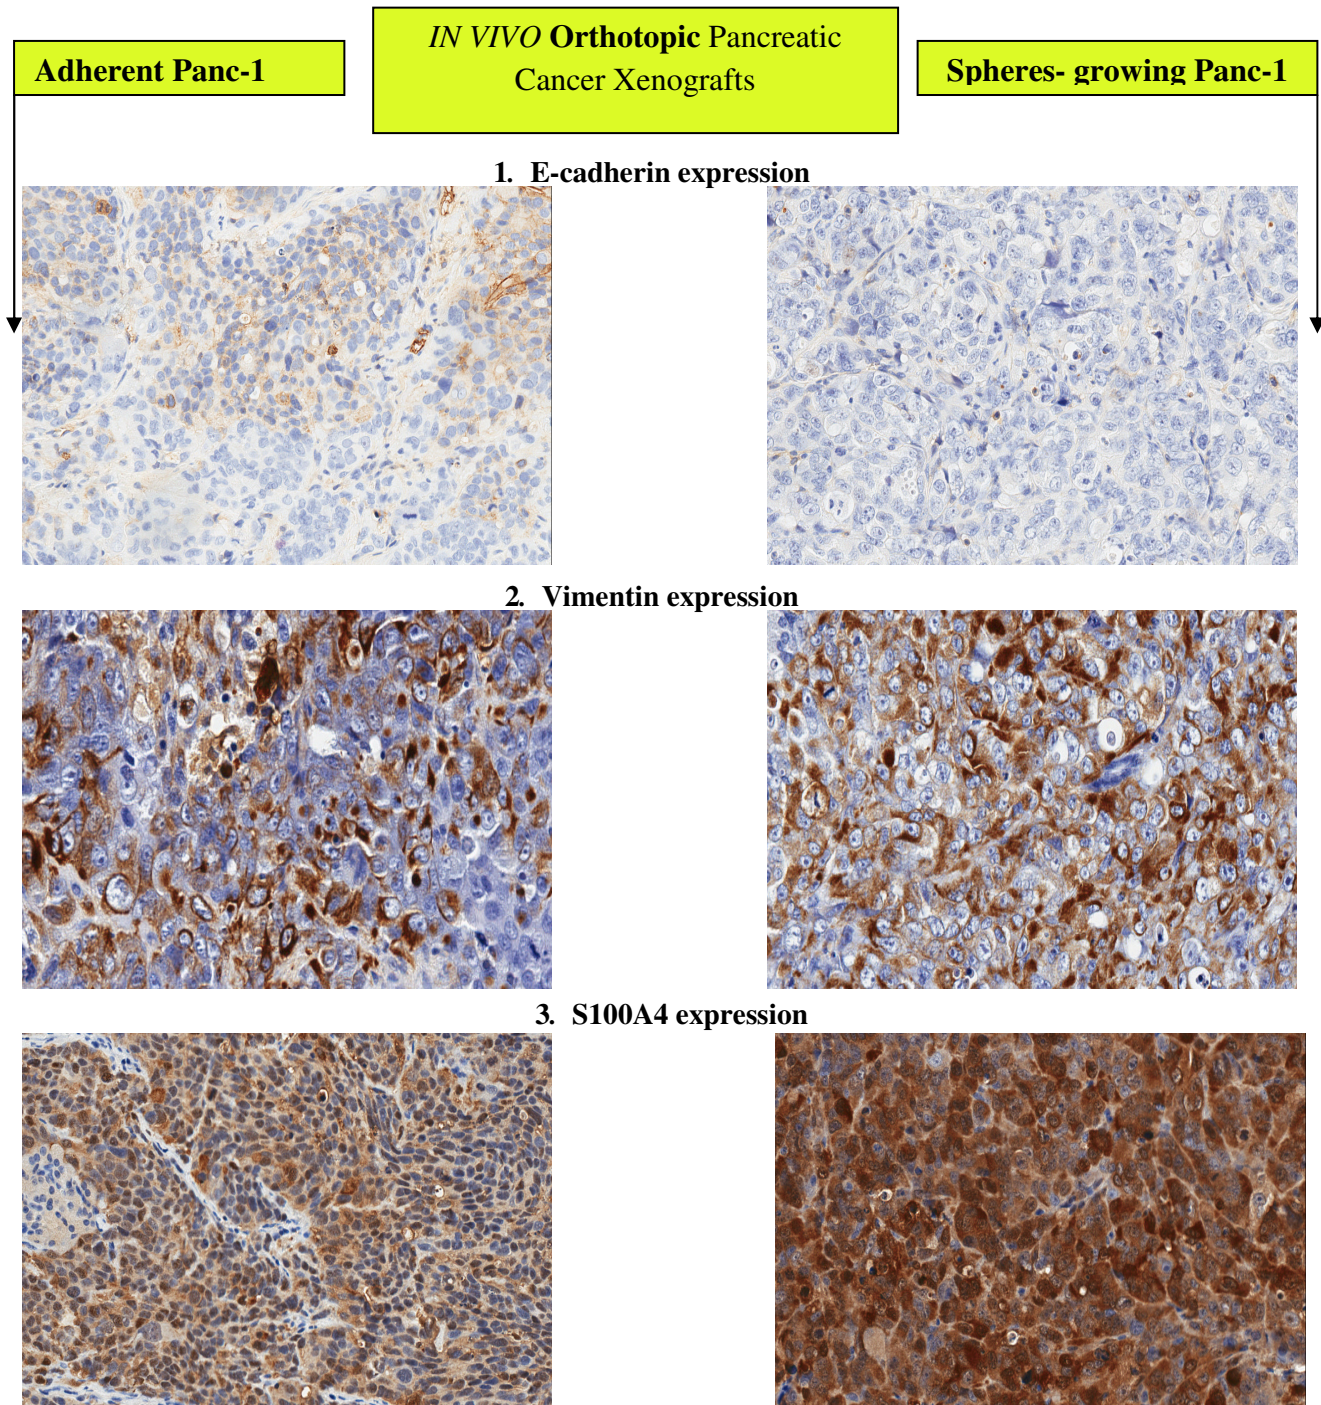 IN VIVO Orthotopic Pancreatic
Cancer Xenografts
Adherent Panc-1
Spheres- growing Panc-1
1. E-cadherin expression
2. Vimentin expression
3. S100A4 expression